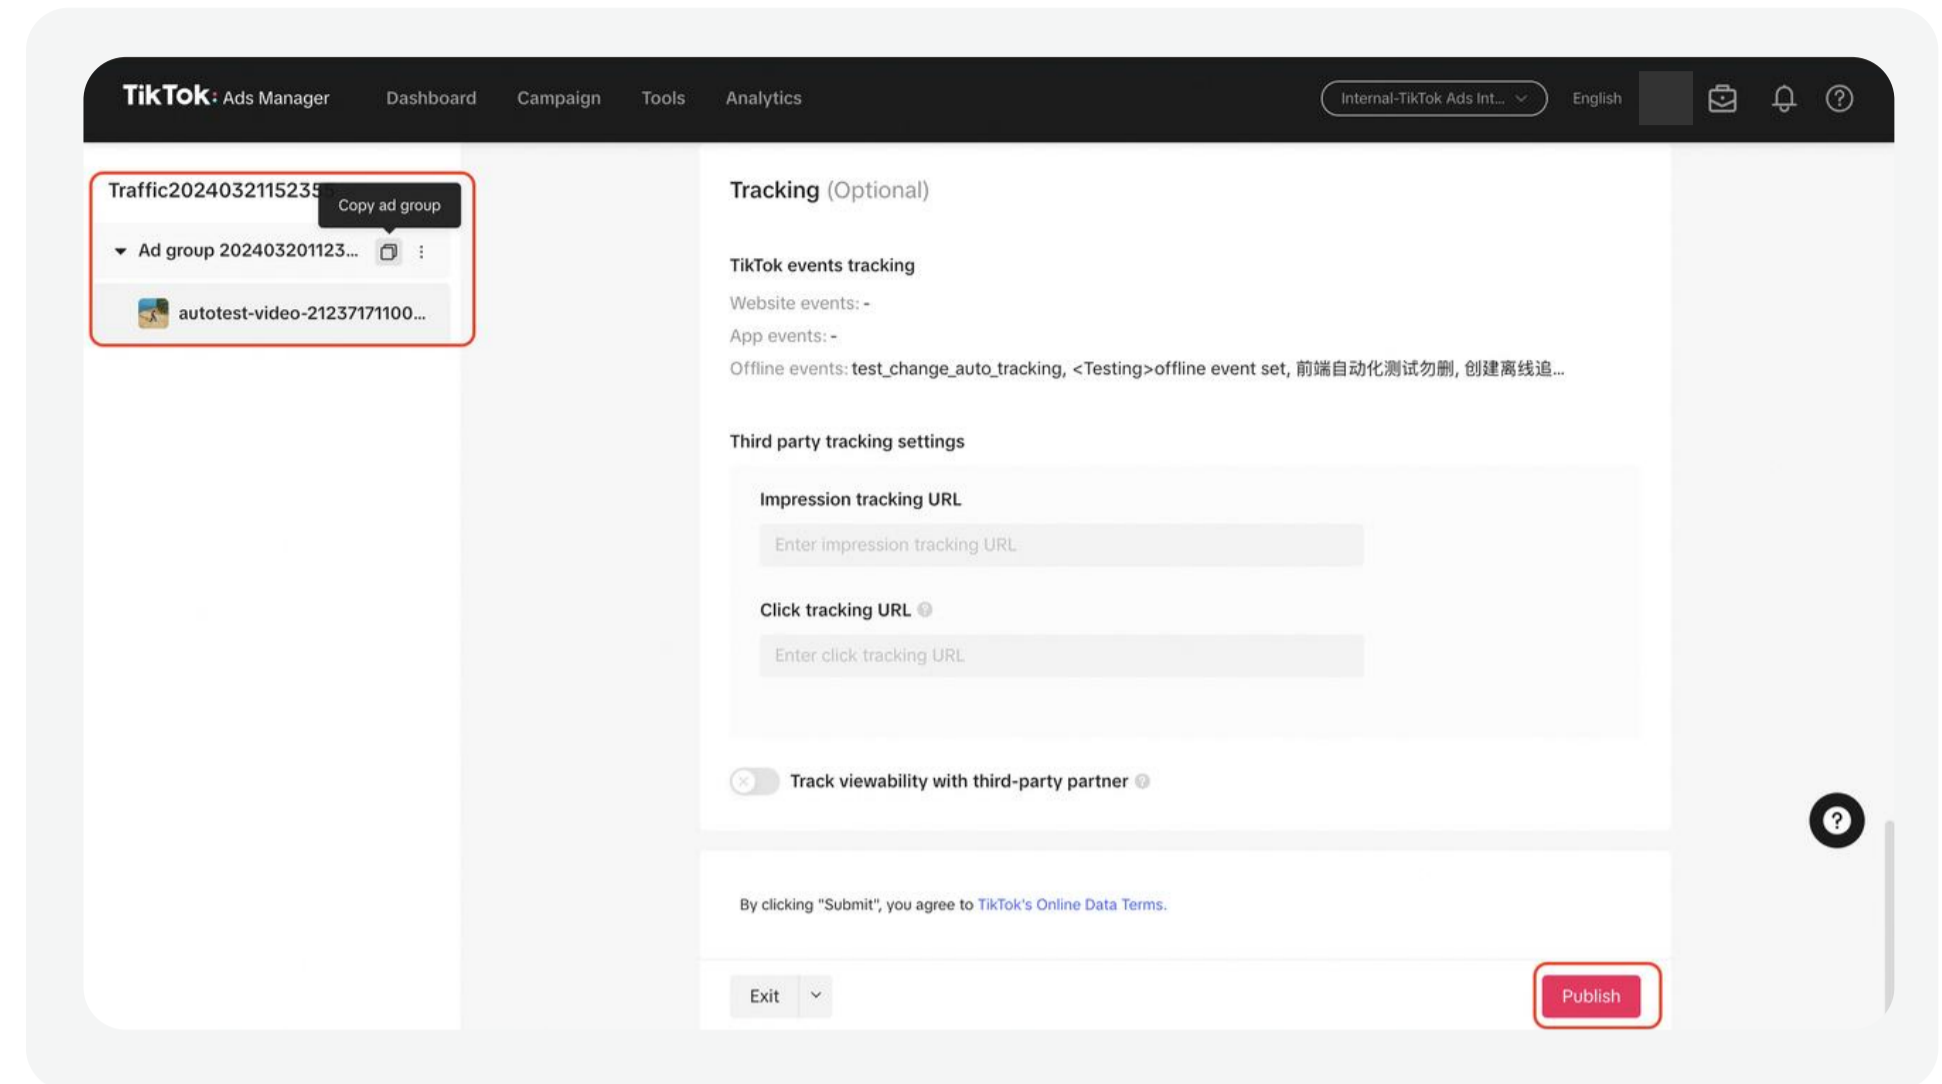 TikTok: Ads Manager Dashboard Campaign Tools Analytics Internal-TikTok Ads Int... English
Traffic20240321152355
Copy ad group
Ad group 202403201123...
autotest-video-21237171100...
Tracking (Optional)
TikTok events tracking
Website events: -
App events: -
Offline events: test_change_auto_tracking, <Testing>offline event set, 前端自动化测试勿删, 创建离线追...
Third party tracking settings
Impression tracking URL
Enter impression tracking URL
Click tracking URL
Enter click tracking URL
Track viewability with third-party partner
By clicking "Submit", you agree to TikTok's Online Data Terms.
Exit
Publish